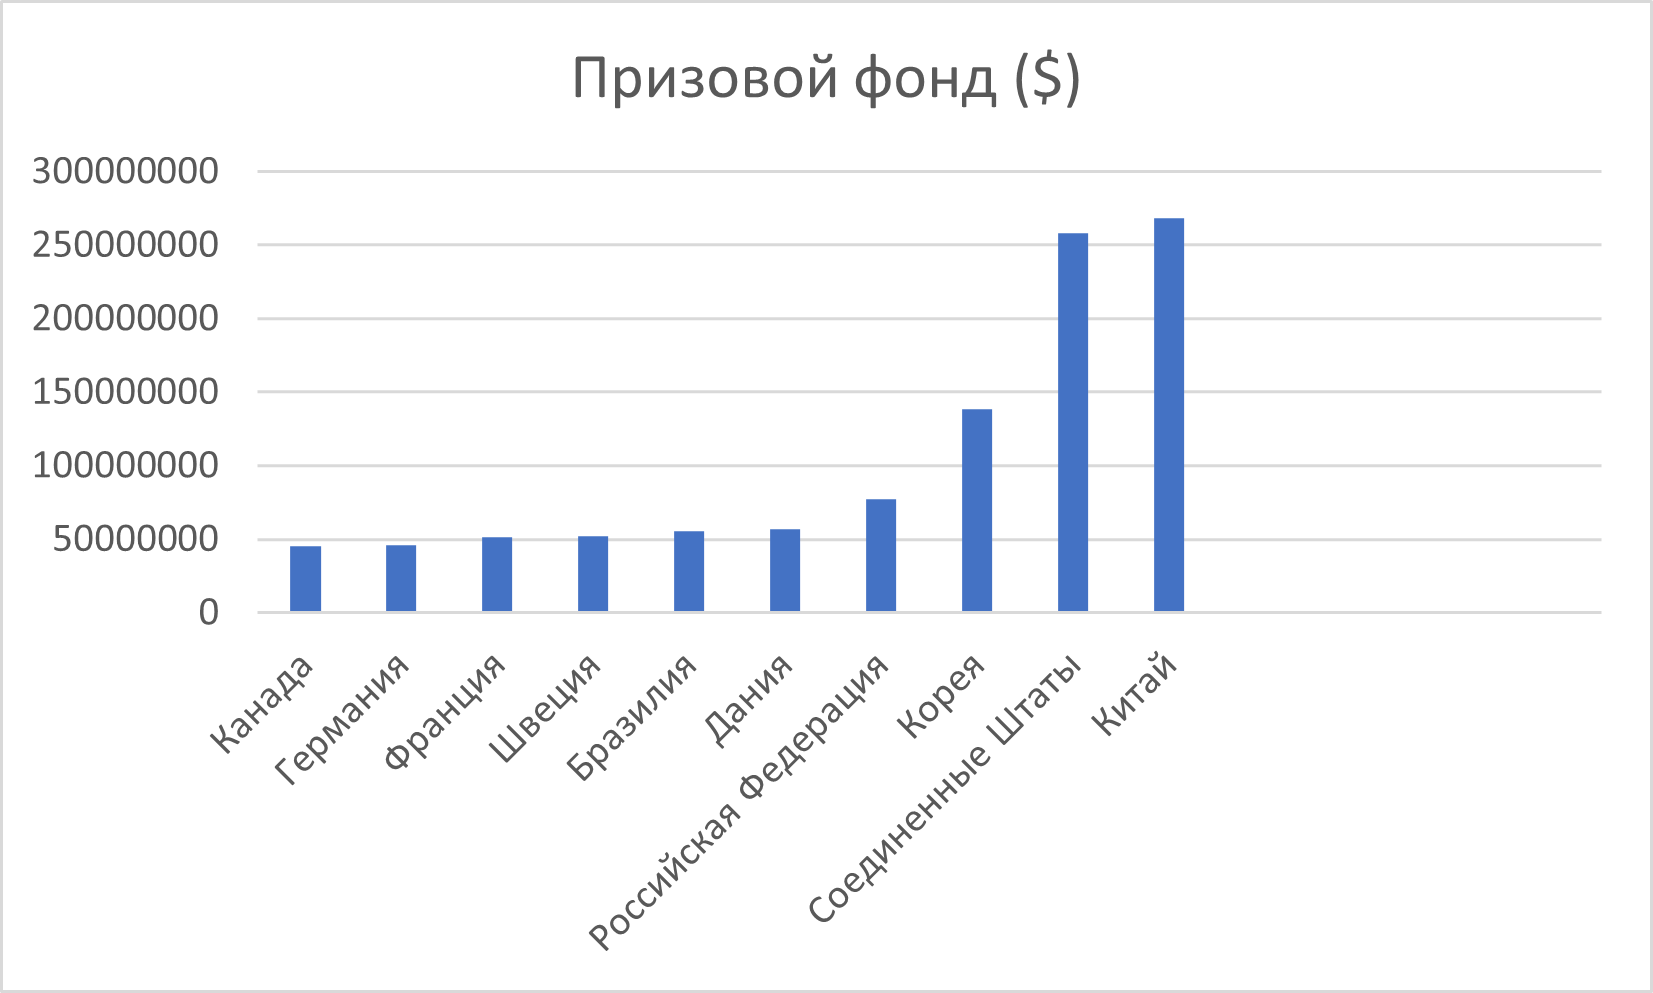 Призовой фонд ($)
300000000
250000000
200000000
150000000
100000000
50000000
0
Канада
Германия
Франция
Швеция
Бразилия
Дания
Российская Федерация
Корея
Соединенные Штаты
Китай